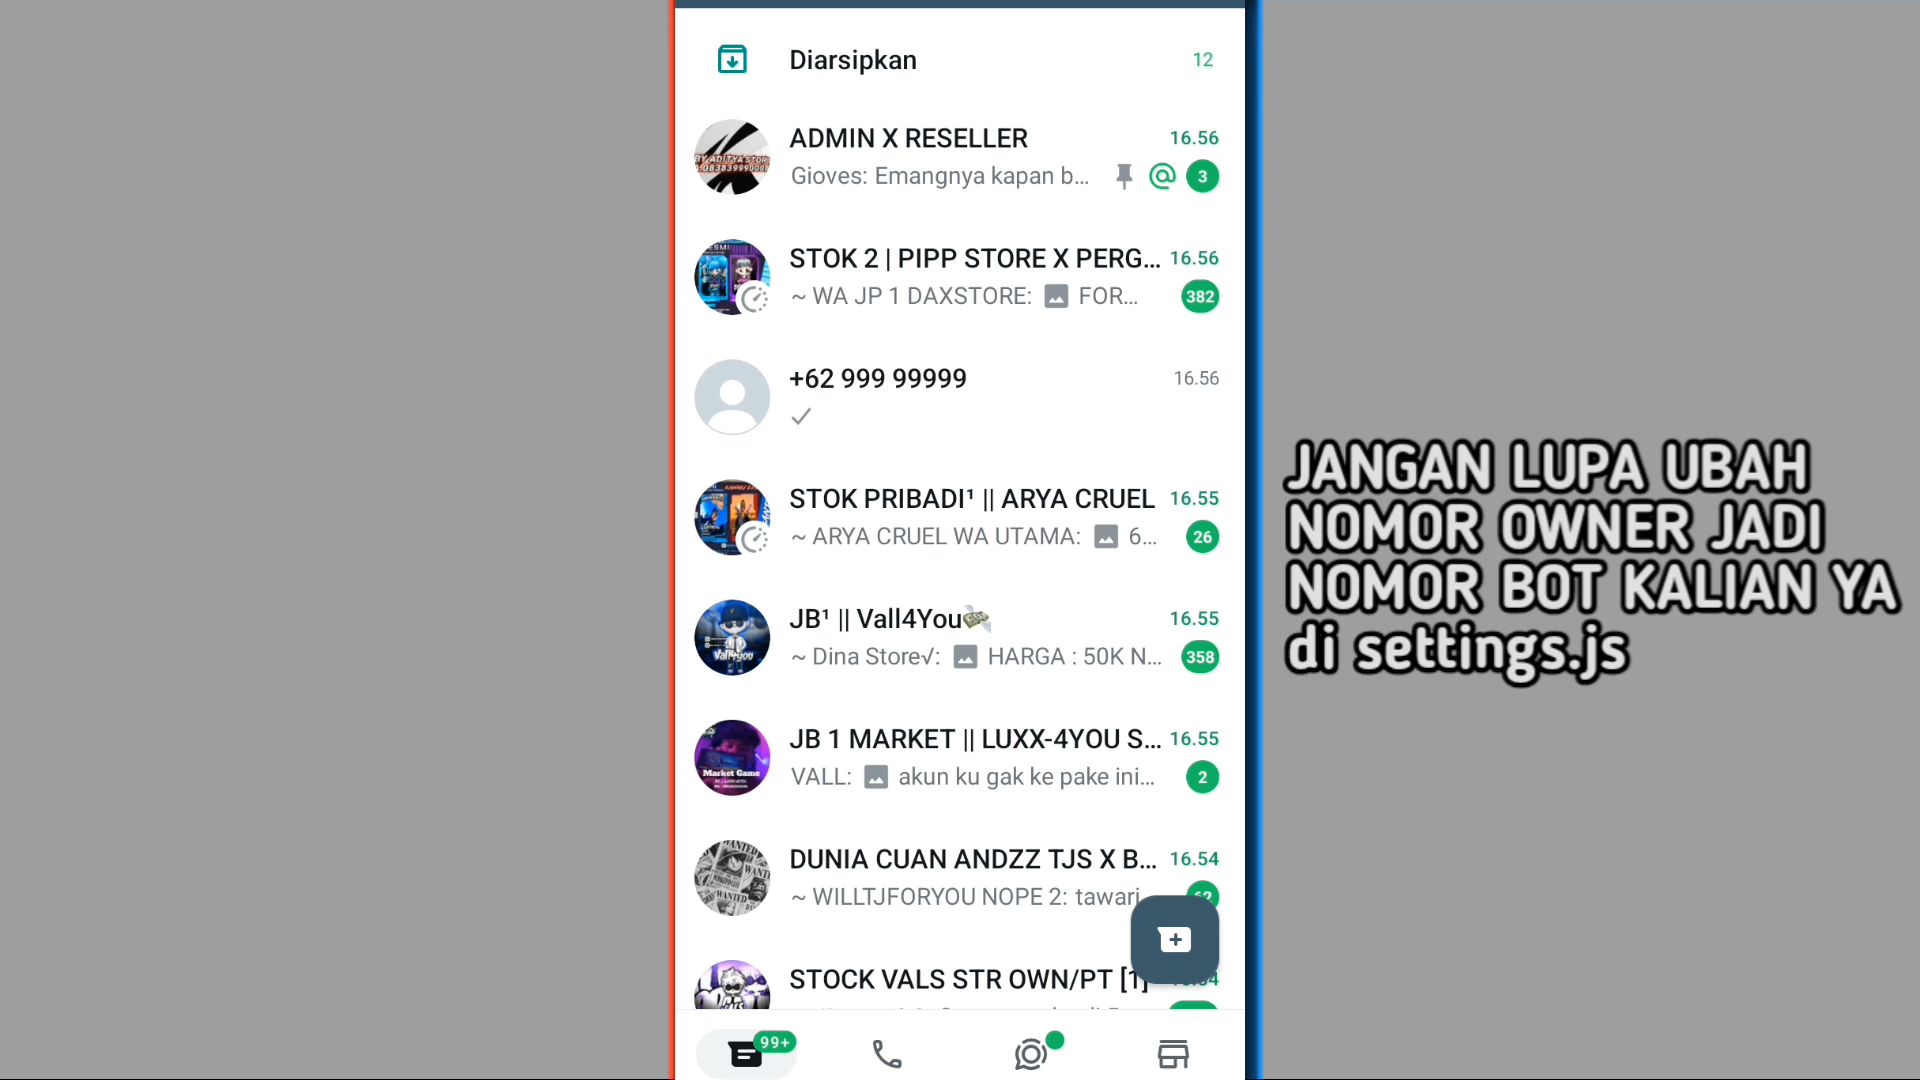 Diarsipkan 12
ADMIN X RESELLER 16.56
Gioves: Emangnya kapan b... 3
STOK 2 | PIPP STORE X PERG... 16.56
~ WA JP 1 DAXSTORE: FOR... 382
+62 999 99999 16.56
STOK PRIBADI¹ || ARYA CRUEL 16.55
~ ARYA CRUEL WA UTAMA: 6... 26
JB¹ || Vall4You💸 16.55
~ Dina Store√: HARGA : 50K N... 358
JB 1 MARKET || LUXX-4YOU S... 16.55
VALL: akun ku gak ke pake ini... 2
DUNIA CUAN ANDZZ TJS X B... 16.54
~ WILLTJFORYOU NOPE 2: tawari
STOCK VALS STR OWN/PT [1]
99+
JANGAN LUPA UBAH
NOMOR OWNER JADI
NOMOR BOT KALIAN YA
di settings.js